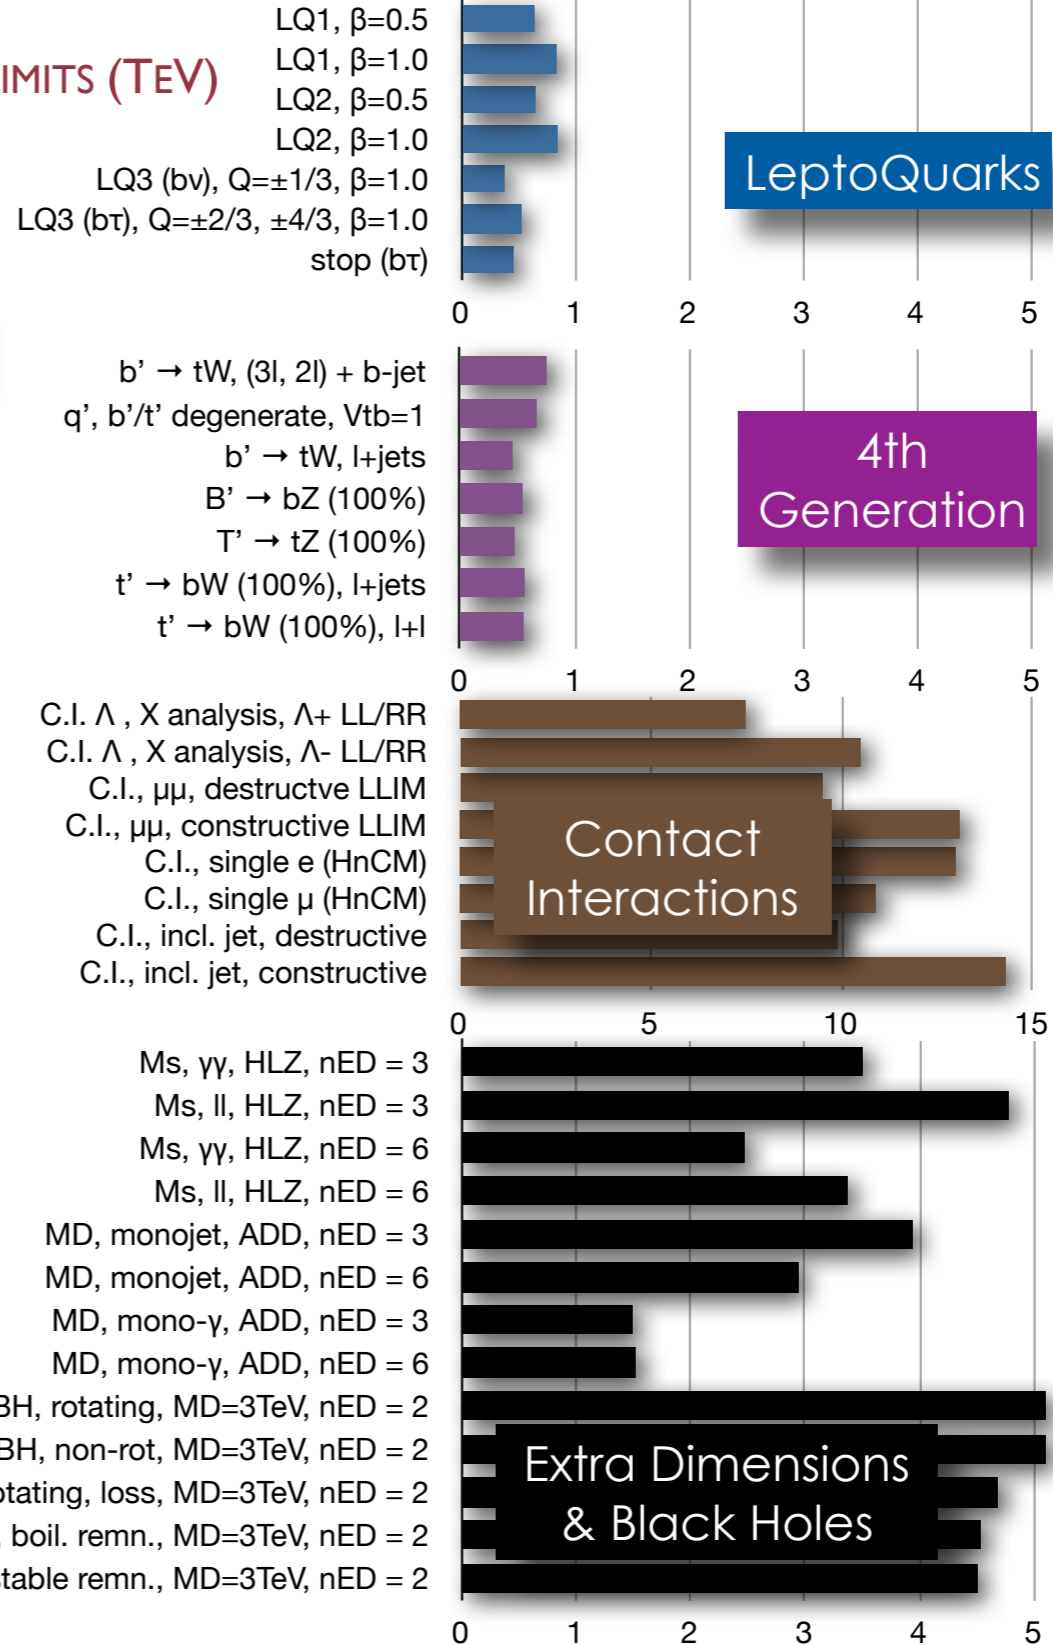 LQ1, β=0.5
LQ1, β=1.0
IMITS (TEV)
LQ2, β=0.5
LQ2, β=1.0
LQ3 (bν), Q=±1/3, β=1.0
LQ3 (bτ), Q=±2/3, ±4/3, β=1.0
stop (bτ)
LeptoQuarks
0 1 2 3 4 5
b’ → tW, (3l, 2l) + b-jet
q’, b’/t’ degenerate, Vtb=1
b’ → tW, l+jets
B’ → bZ (100%)
T’ → tZ (100%)
t’ → bW (100%), l+jets
t’ → bW (100%), l+l
4th
Generation
0 1 2 3 4 5
C.I. Λ , X analysis, Λ+ LL/RR
C.I. Λ , X analysis, Λ- LL/RR
C.I., μμ, destructve LLIM
C.I., μμ, constructive LLIM
C.I., single e (HnCM)
C.I., single μ (HnCM)
C.I., incl. jet, destructive
C.I., incl. jet, constructive
Contact
Interactions
0 5 10 15
Ms, γγ, HLZ, nED = 3
Ms, ll, HLZ, nED = 3
Ms, γγ, HLZ, nED = 6
Ms, ll, HLZ, nED = 6
MD, monojet, ADD, nED = 3
MD, monojet, ADD, nED = 6
MD, mono-γ, ADD, nED = 3
MD, mono-γ, ADD, nED = 6
BH, rotating, MD=3TeV, nED = 2
BH, non-rot, MD=3TeV, nED = 2
otating, loss, MD=3TeV, nED = 2
boil. remn., MD=3TeV, nED = 2
table remn., MD=3TeV, nED = 2
Extra Dimensions
& Black Holes
0 1 2 3 4 5